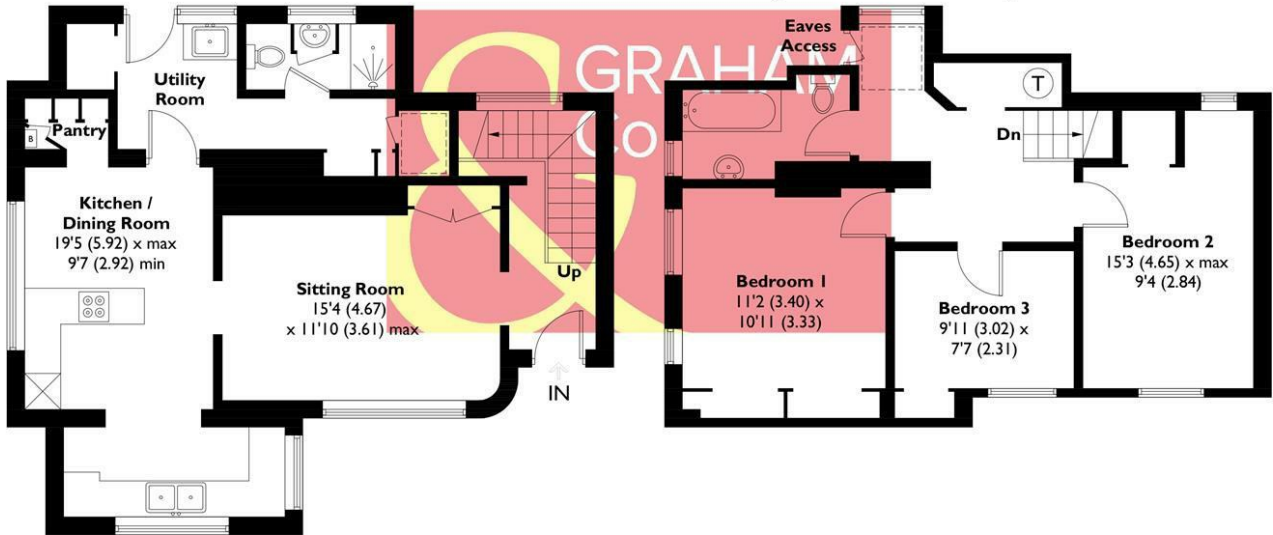 Eaves
Access
GRAHAM
&
Co
Utility
Room
T
Pantry
B
Dn
Kitchen /
Dining Room
19'5 (5.92) x max
9'7 (2.92) min
Sitting Room
15'4 (4.67)
x 11'10 (3.61) max
Up
IN
Bedroom 1
11'2 (3.40) x
10'11 (3.33)
Bedroom 3
9'11 (3.02) x
7'7 (2.31)
Bedroom 2
15'3 (4.65) x max
9'4 (2.84)